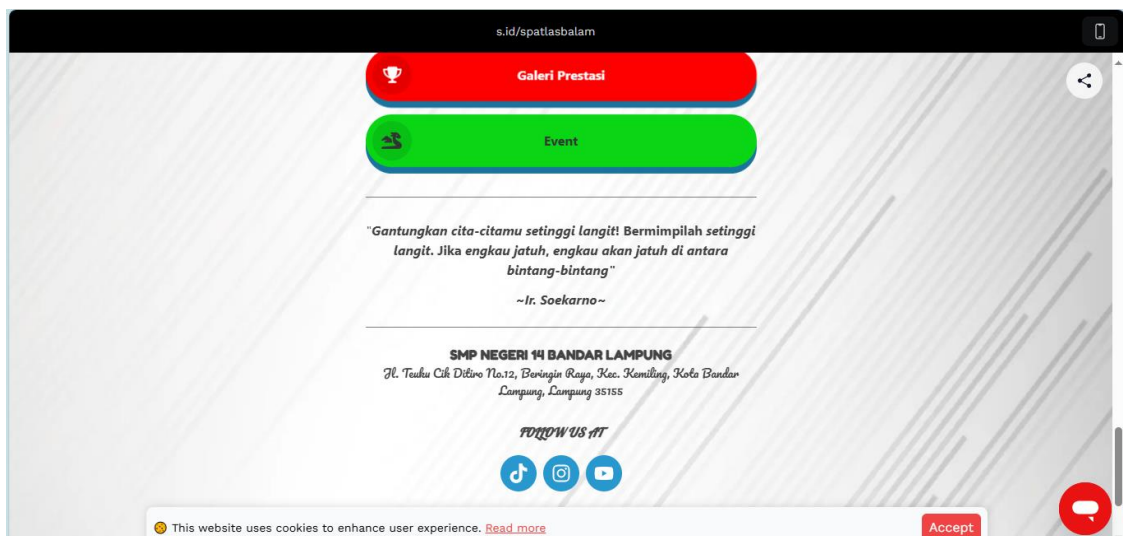 s.id/spatlasbalam
Galeri Prestasi
Event
"Gantungkan cita-citamu setinggi langit! Bermimpilah setinggi
langit. Jika engkau jatuh, engkau akan jatuh di antara
bintang-bintang"
~Ir. Soekarno~
SMP NEGERI 14 BANDAR LAMPUNG
Jl. Teuku Cik Ditiro No.12, Beringin Raya, Kec. Kemiling, Kota Bandar
Lampung, Lampung 35155
FOLLOW US AT
This website uses cookies to enhance user experience. Read more
Accept